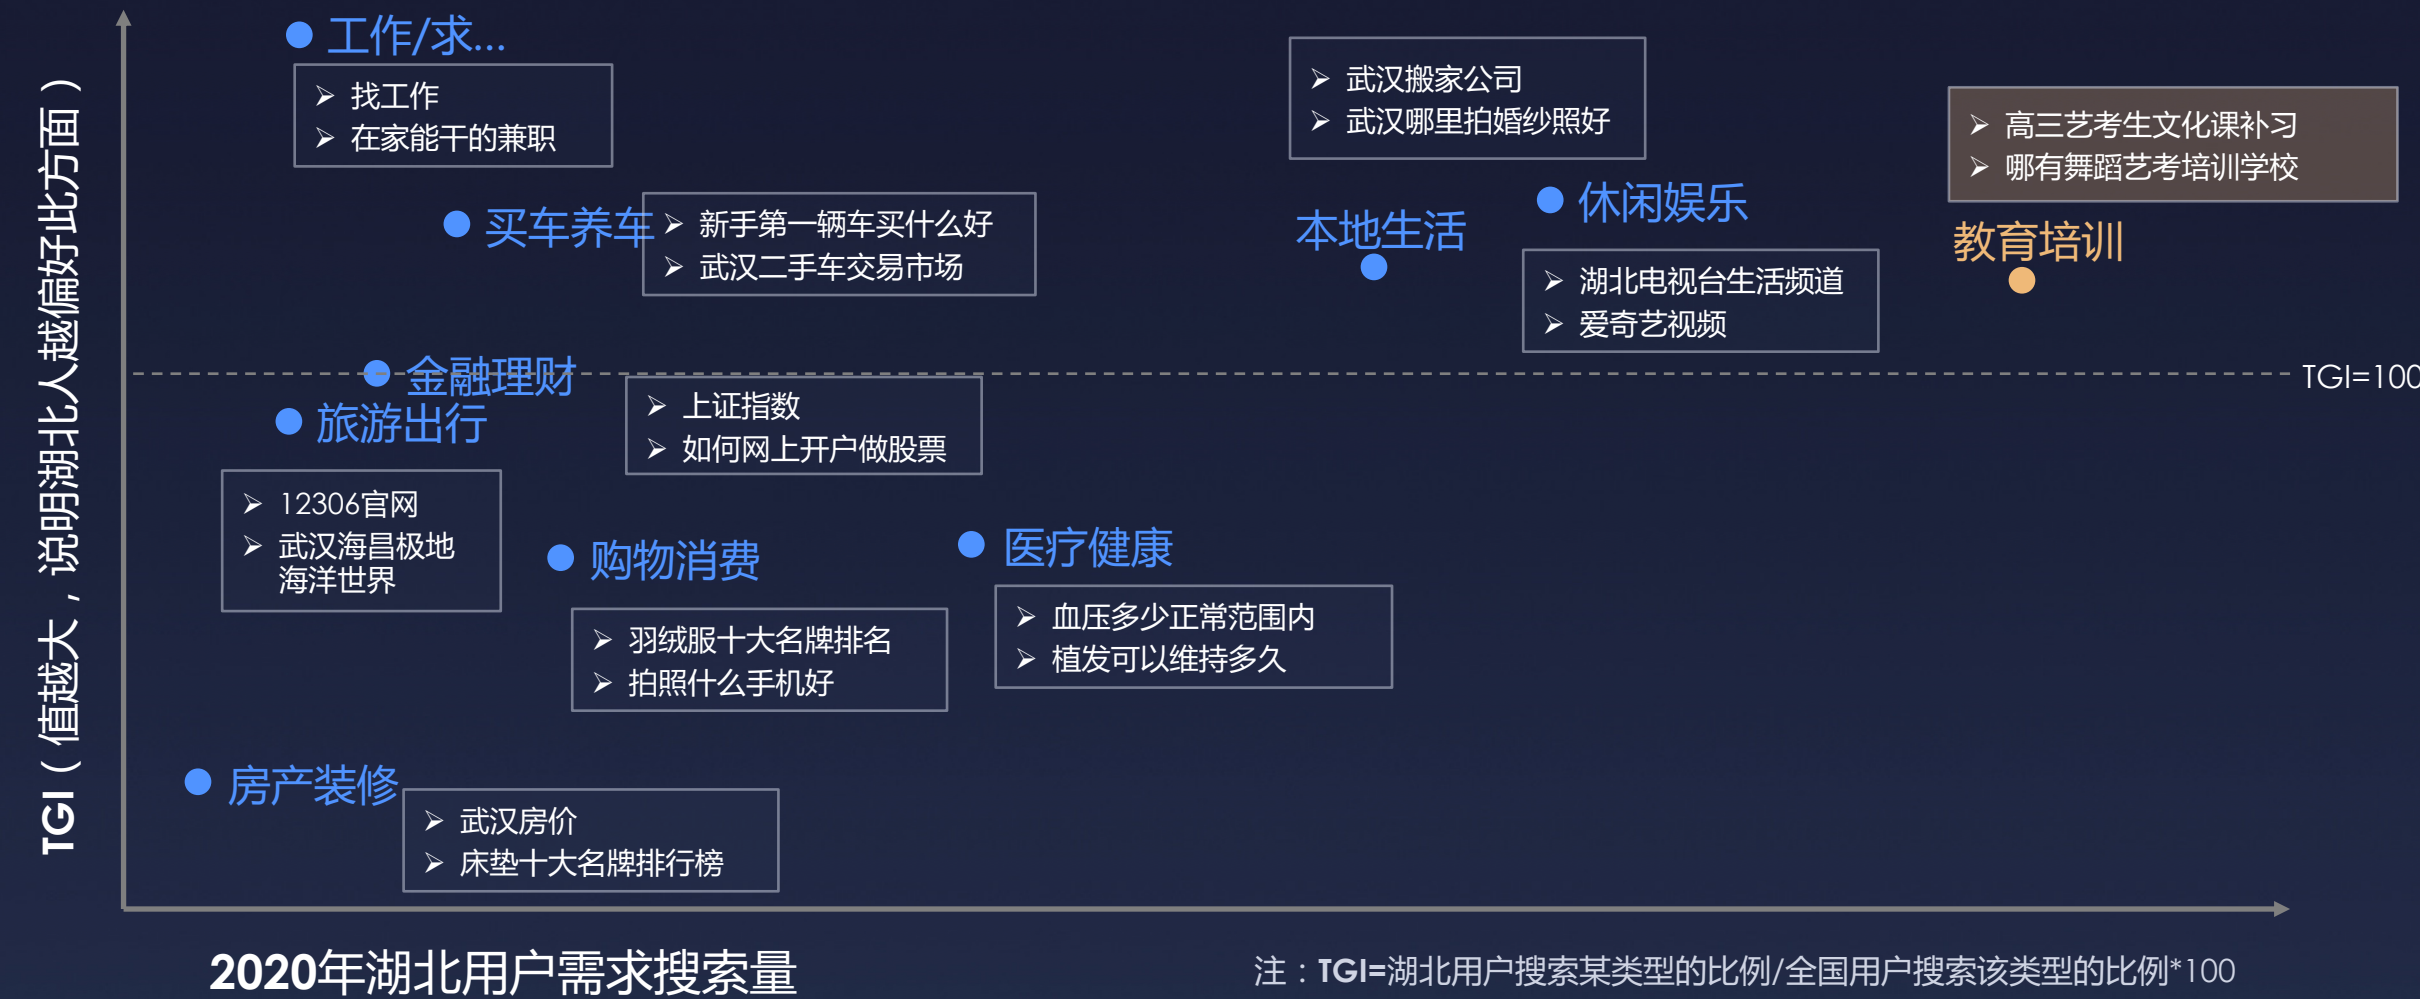 TGI（值越大，说明湖北人越偏好此方面）
工作/求...
找工作
在家能干的兼职
买车养车
新手第一辆车买什么好
武汉二手车交易市场
武汉搬家公司
武汉哪里拍婚纱照好
本地生活
休闲娱乐
湖北电视台生活频道
爱奇艺视频
高三艺考生文化课补习
哪有舞蹈艺考培训学校
教育培训
TGI=100
金融理财
上证指数
如何网上开户做股票
旅游出行
12306官网
武汉海昌极地
海洋世界
购物消费
羽绒服十大名牌排名
拍照什么手机好
医疗健康
血压多少正常范围内
植发可以维持多久
房产装修
武汉房价
床垫十大名牌排行榜
2020年湖北用户需求搜索量
注：TGI=湖北用户搜索某类型的比例/全国用户搜索该类型的比例*100